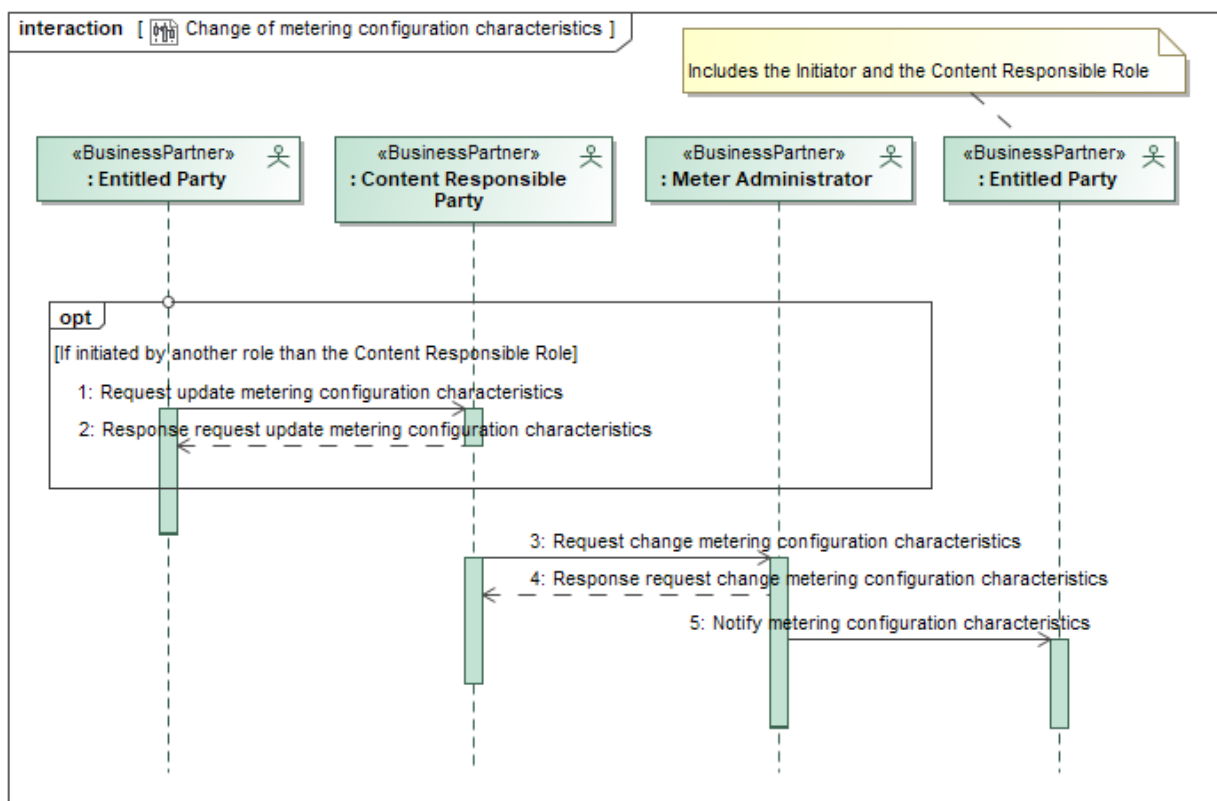 interaction [ Change of metering configuration characteristics ]
Includes the Initiator and the Content Responsible Role
«BusinessPartner»
: Entitled Party
«BusinessPartner»
: Content Responsible
Party
«BusinessPartner»
: Meter Administrator
«BusinessPartner»
: Entitled Party
opt
[If initiated by another role than the Content Responsible Role]
1: Request update metering configuration characteristics
2: Response request update metering configuration characteristics
3: Request change metering configuration characteristics
4: Response request change metering configuration characteristics
5: Notify metering configuration characteristics